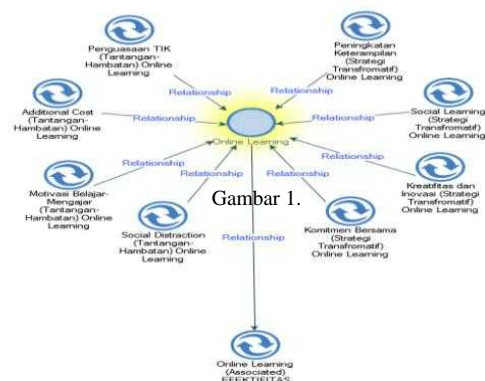 Penguasaan TIK
(Tantangan-
Hambatan) Online
Learning
Peningkatan
Keterampilan
(Strategi
Transfromatif)
Online Learning
Relationship
Relationship
Additional Cost
(Tantangan-
Hambatan) Online
Learning
Relationship
Relationship
Social Learning
(Strategi
Transfromatif)
Online Learning
Online Learning
Relationship
Relationship
Motivasi Belajar-
Mengajar
(Tantangan-
Hambatan) Online
Learning
Relationship
Gambar 1.
Relationship
Kreatifitas dan
Inovasi (Strategi
Transfromatif)
Online Learning
Social Distraction
(Tantangan-
Hambatan) Online
Learning
Relationship
Komitmen Bersama
(Strategi
Transfromatif)
Online Learning
Online Learning
(Associated)
EFEKTIFITAS